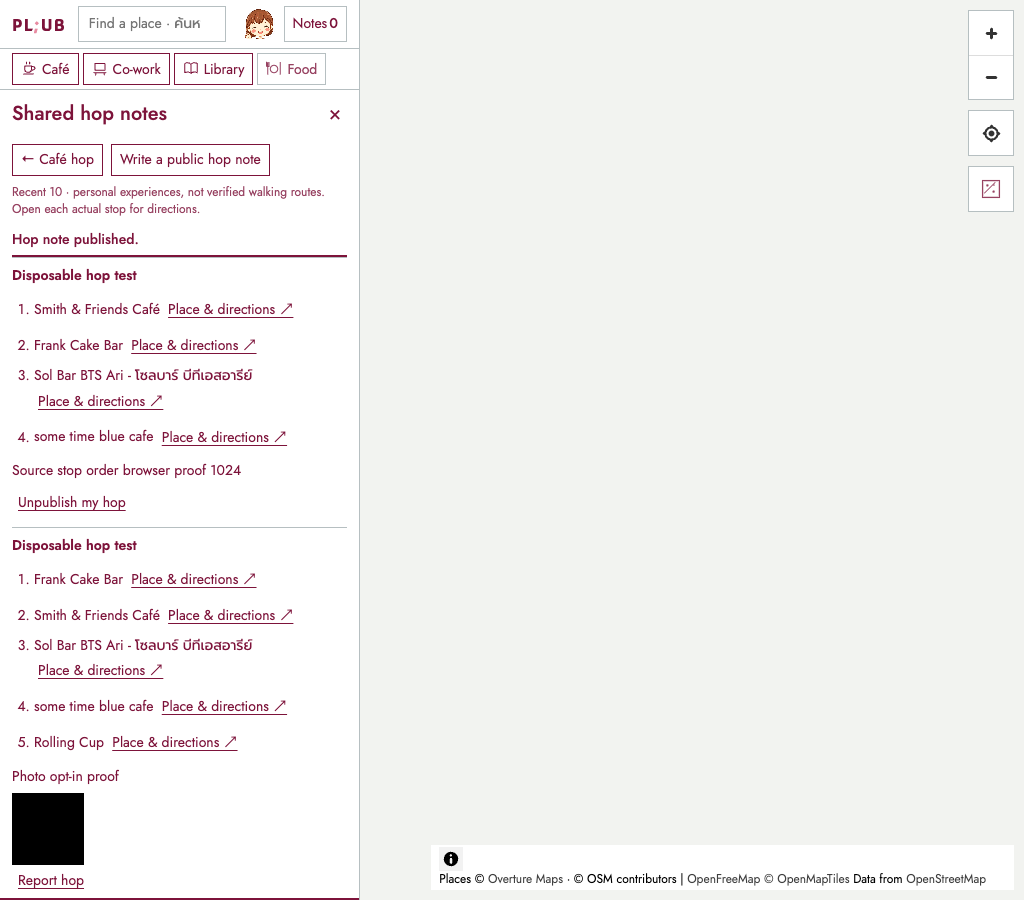 PL;UB
Find a place · ค้นห
Notes 0
Café
Co-work
Library
Food
Shared hop notes
×
← Café hop
Write a public hop note
Recent 10 · personal experiences, not verified walking routes.
Open each actual stop for directions.
Hop note published.
Disposable hop test
1. Smith & Friends Café Place & directions ↗
2. Frank Cake Bar Place & directions ↗
3. Sol Bar BTS Ari - โซลบาร์ บีทีเอสอารีย์
Place & directions ↗
4. some time blue cafe Place & directions ↗
Source stop order browser proof 1024
Unpublish my hop
Disposable hop test
1. Frank Cake Bar Place & directions ↗
2. Smith & Friends Café Place & directions ↗
3. Sol Bar BTS Ari - โซลบาร์ บีทีเอสอารีย์
Place & directions ↗
4. some time blue cafe Place & directions ↗
5. Rolling Cup Place & directions ↗
Photo opt-in proof
Report hop
+
−
Places © Overture Maps · © OSM contributors | OpenFreeMap © OpenMapTiles Data from OpenStreetMap